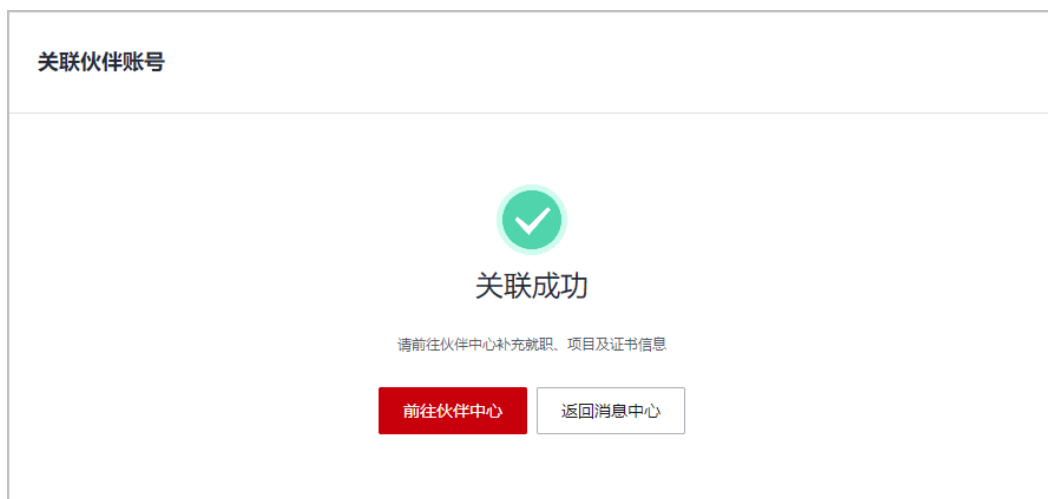 关联伙伴账号
关联成功
请前往伙伴中心补充就职、项目及证书信息
前往伙伴中心
返回消息中心